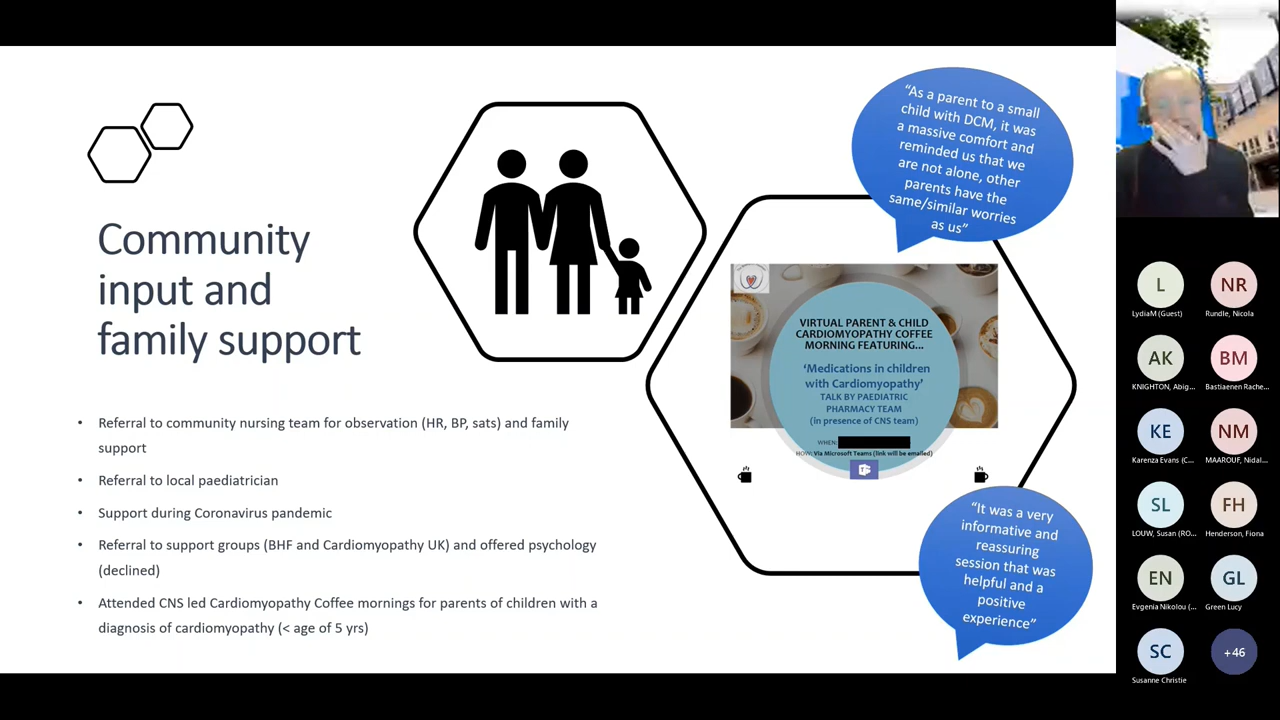 Community
input and
family support
• Referral to community nursing team for observation (HR, BP, sats) and family
support
• Referral to local paediatrician
• Support during Coronavirus pandemic
• Referral to support groups (BHF and Cardiomyopathy UK) and offered psychology
(declined)
• Attended CNS led Cardiomyopathy Coffee mornings for parents of children with a
diagnosis of cardiomyopathy (< age of 5 yrs)
“As a parent to a small
child with DCM, it was
a massive comfort and
reminded us that we
are not alone, other
parents have the
same/similar worries
as us”
VIRTUAL PARENT & CHILD
CARDIOMYOPATHY COFFEE
MORNING FEATURING...
‘Medications in children
with Cardiomyopathy’
TALK BY PAEDIATRIC
PHARMACY TEAM
(in presence of CNS team)
WHEN:
HOW: Via Microsoft Teams (link will be emailed)
“It was a very
informative and
reassuring
session that was
helpful and a
positive
experience”
L
LydiaM (Guest)
NR
Rundle, Nicola
AK
KNIGHTON, Abig...
BM
Bastiaenen Rache...
KE
Karenza Evans (C...
NM
MAAROUF, Nidal...
SL
LOUW, Susan (RO...
FH
Henderson, Fiona
EN
Evgenia Nikolou (...
GL
Green Lucy
SC
Susanne Christie
+46